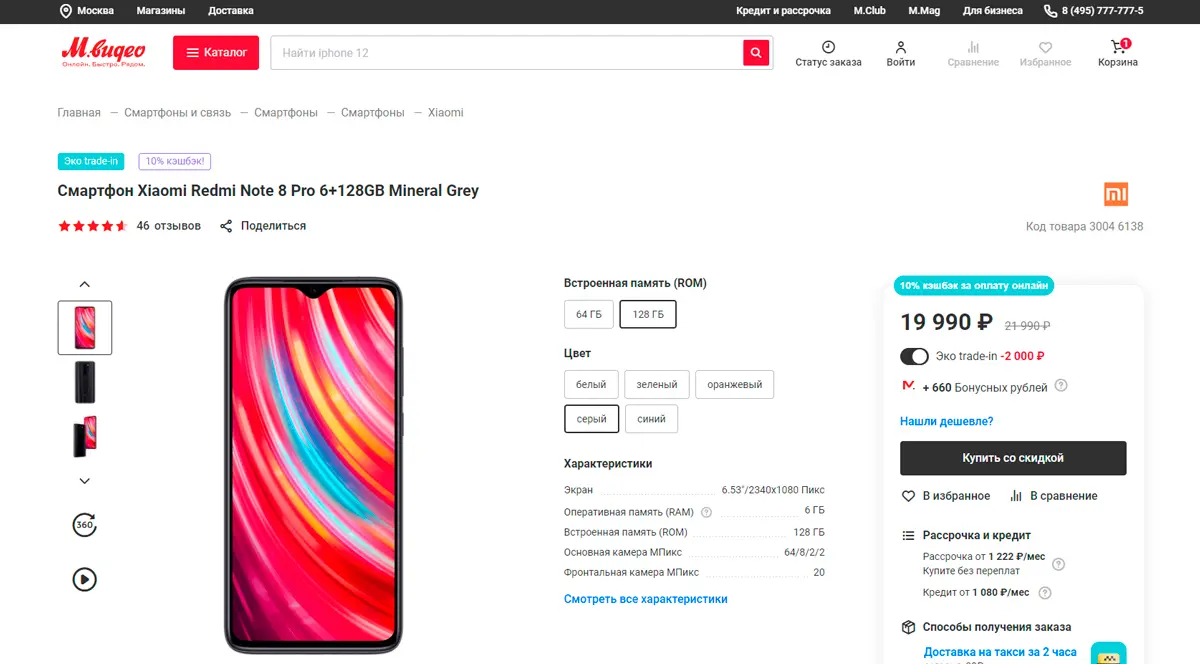 Москва Магазины Доставка Кредит и рассрочка M.Club M.Mag Для бизнеса 8 (495) 777-777-5
М.видео
Онлайн. Быстро. Рядом.
Каталог
Найти iphone 12
Статус заказа
Войти
Сравнение
Избранное
1
Корзина
Главная — Смартфоны и связь — Смартфоны — Смартфоны — Xiaomi
Эко trade-in 10% кэшбэк!
Смартфон Xiaomi Redmi Note 8 Pro 6+128GB Mineral Grey
46 отзывов Поделиться
Код товара 3004 6138
360
Встроенная память (ROM)
64 ГБ 128 ГБ
Цвет
белый зеленый оранжевый
серый синий
Характеристики
Экран 6.53"/2340x1080 Пикс
Оперативная память (RAM) ? 6 ГБ
Встроенная память (ROM) 128 ГБ
Основная камера МПикс 64/8/2/2
Фронтальная камера МПикс 20
Смотреть все характеристики
10% кэшбэк за оплату онлайн
19 990 ₽ 21 990 ₽
Эко trade-in -2 000 ₽
+ 660 Бонусных рублей ?
Нашли дешевле?
Купить со скидкой
В избранное В сравнение
Рассрочка и кредит
Рассрочка от 1 222 ₽/мес
Купите без переплат ?
Кредит от 1 080 ₽/мес ?
Способы получения заказа
Доставка на такси за 2 часа